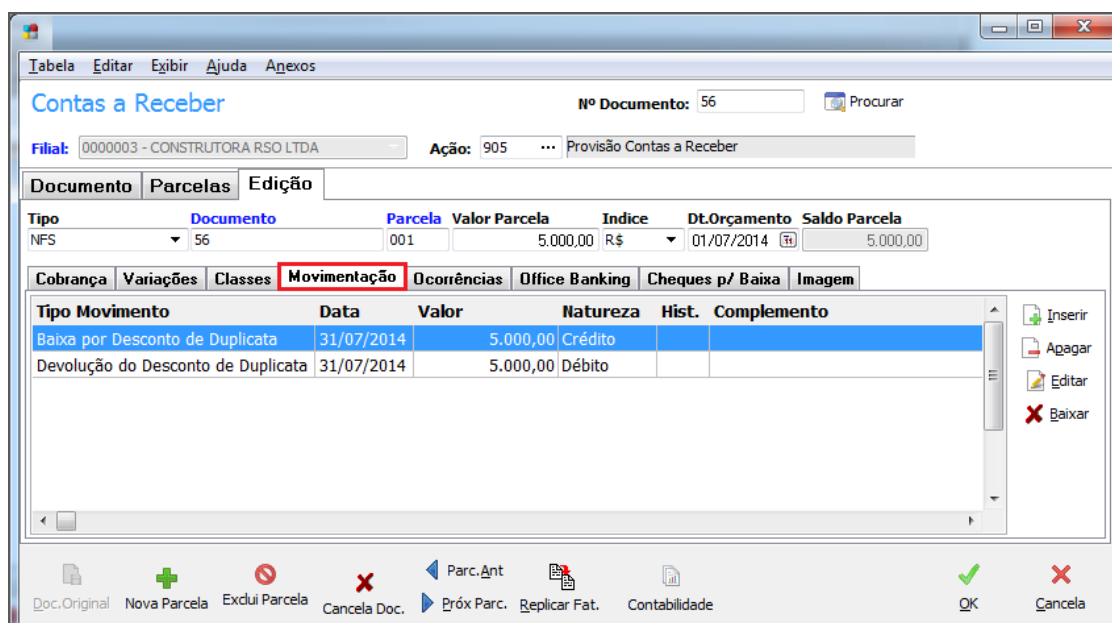 Tabela Editar Exibir Ajuda Anexos
Contas a Receber Nº Documento: 56 Procurar
Filial: 0000003 - CONSTRUTORA RSO LTDA Ação: 905 ... Provisão Contas a Receber
Documento Parcelas Edição
Tipo Documento Parcela Valor Parcela Indice Dt.Orçamento Saldo Parcela
NFS 56 001 5.000,00 R$ 01/07/2014 5.000,00
Cobrança Variações Classes Movimentação Ocorrências Office Banking Cheques p/ Baixa Imagem
Tipo Movimento Data Valor Natureza Hist. Complemento
Baixa por Desconto de Duplicata 31/07/2014 5.000,00 Crédito
Devolução do Desconto de Duplicata 31/07/2014 5.000,00 Débito
Inserir
Apagar
Editar
Baixar
Doc.Original Nova Parcela Exclui Parcela Cancela Doc. Parc.Ant Próx Parc. Replicar Fat. Contabilidade OK Cancela